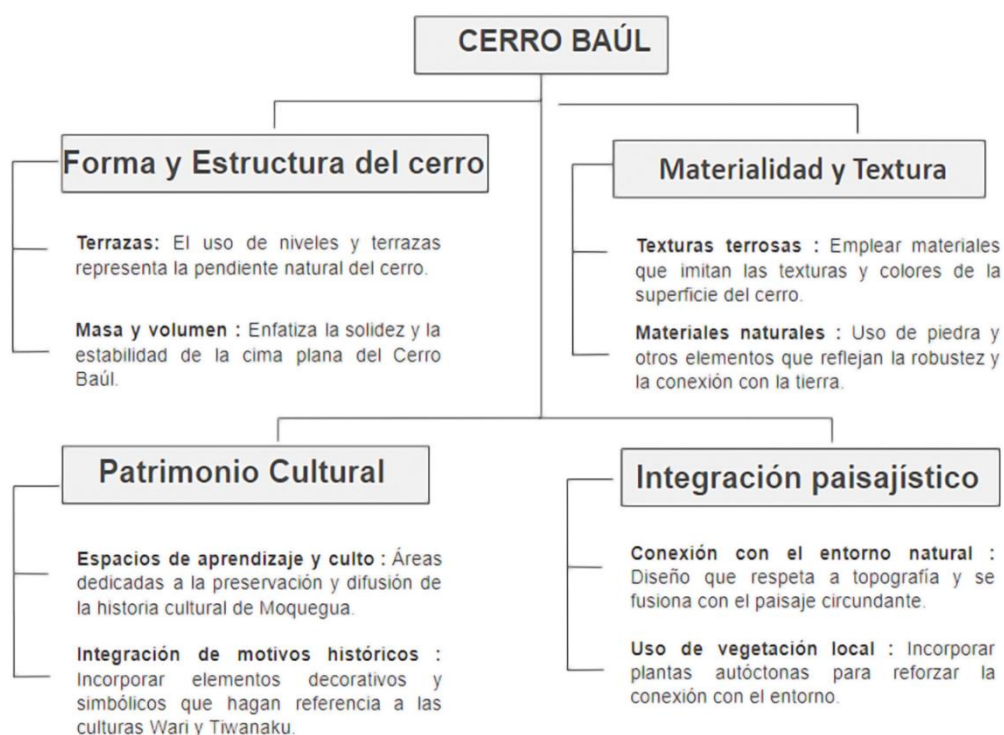 CERRO BAÚL
Forma y Estructura del cerro
Terrazas: El uso de niveles y terrazas
representa la pendiente natural del cerro.
Masa y volumen : Enfatiza la solidez y la
estabilidad de la cima plana del Cerro
Baúl.
Materialidad y Textura
Texturas terrosas : Emplear materiales
que imitan las texturas y colores de la
superficie del cerro.
Materiales naturales : Uso de piedra y
otros elementos que reflejan la robustez y
la conexión con la tierra.
Patrimonio Cultural
Espacios de aprendizaje y culto : Áreas
dedicadas a la preservación y difusión de
la historia cultural de Moquegua.
Integración de motivos históricos :
Incorporar elementos decorativos y
simbólicos que hagan referencia a las
culturas Wari y Tiwanaku.
Integración paisajístico
Conexión con el entorno natural :
Diseño que respeta a topografía y se
fusiona con el paisaje circundante.
Uso de vegetación local : Incorporar
plantas autóctonas para reforzar la
conexión con el entorno.